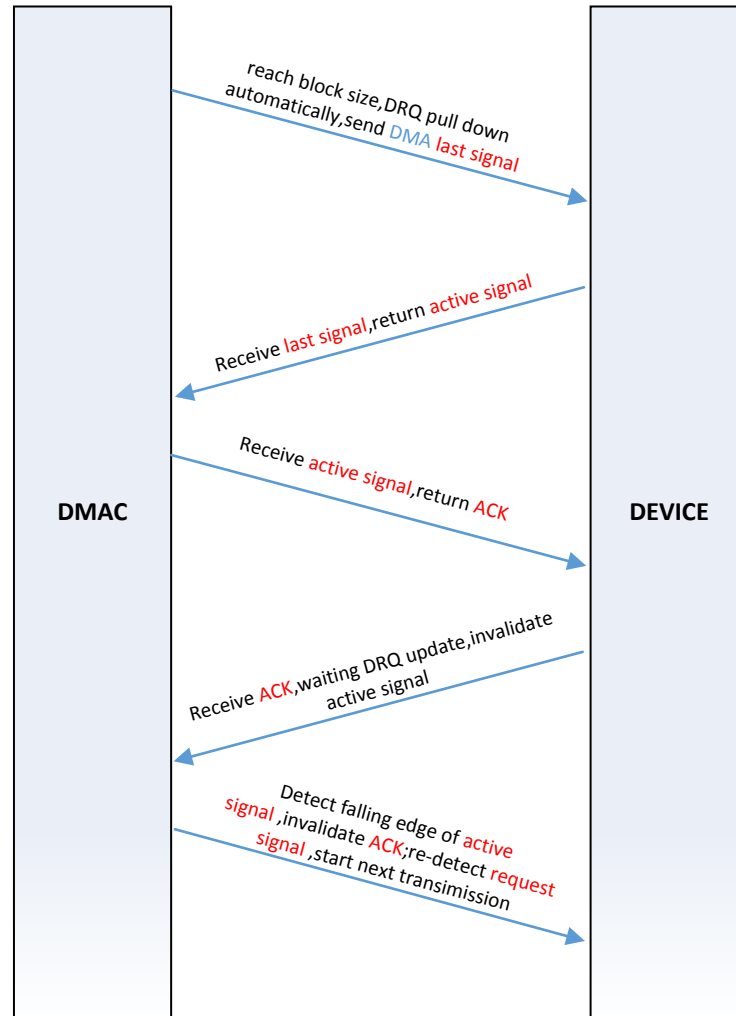 reach block size,DRQ pull down
automatically,send DMA last signal
Receive last signal,return active signal
Receive active signal,return ACK
DMAC
DEVICE
Receive ACK,waiting DRQ update,invalidate
active signal
Detect falling edge of active
signal ,invalidate ACK;re-detect request
signal ,start next transimission